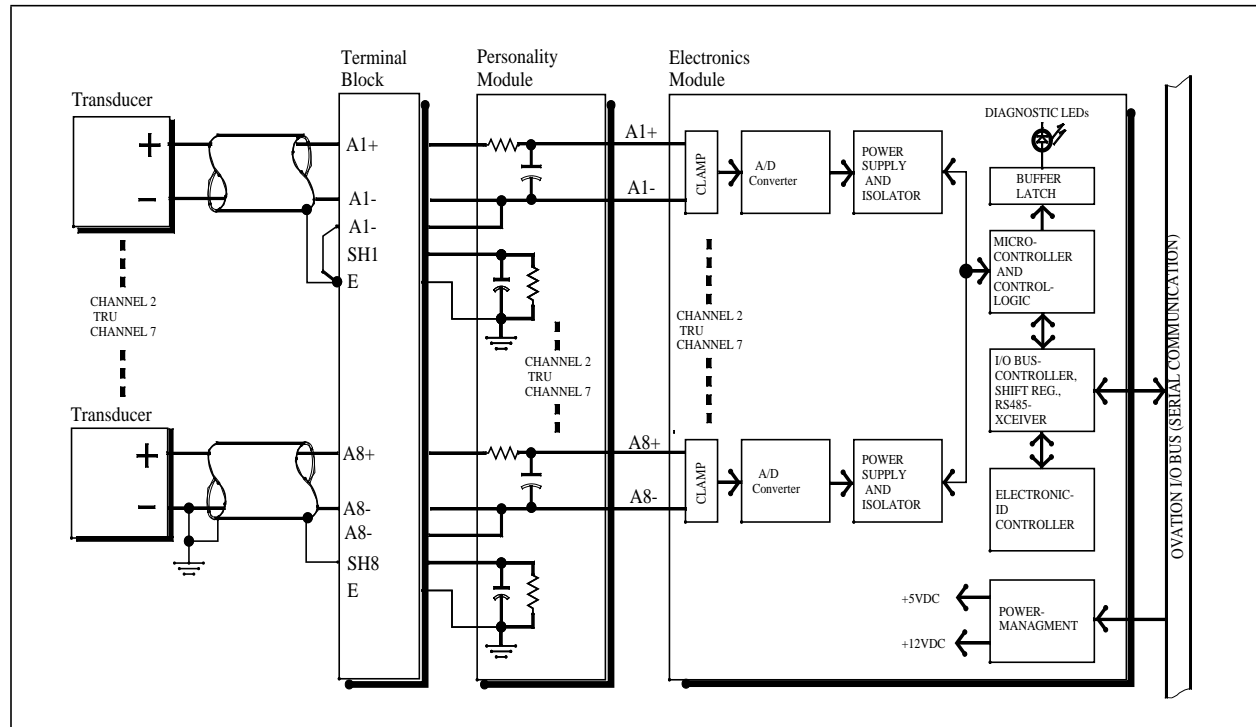 Terminal
Block
Personality
Module
Electronics
Module
Transducer
+
−
A1+
A1-
A1-
SH1
E
A1+
A1-
CLAMP
A/D
Converter
POWER
SUPPLY
AND
ISOLATOR
DIAGNOSTIC LEDs
BUFFER
LATCH
MICRO-
CONTROLLER
AND
CONTROL-
LOGIC
CHANNEL 2
TRU
CHANNEL 7
CHANNEL 2
TRU
CHANNEL 7
CHANNEL 2
TRU
CHANNEL 7
I/O BUS-
CONTROLLER,
SHIFT REG.,
RS485-
XCEIVER
Transducer
+
−
A8+
A8-
A8-
SH8
E
A8+
A8-
CLAMP
A/D
Converter
POWER
SUPPLY
AND
ISOLATOR
ELECTRONIC-
ID
CONTROLLER
+5VDC
+12VDC
POWER-
MANAGMENT
OVATION I/O BUS (SERIAL COMMUNICATION)